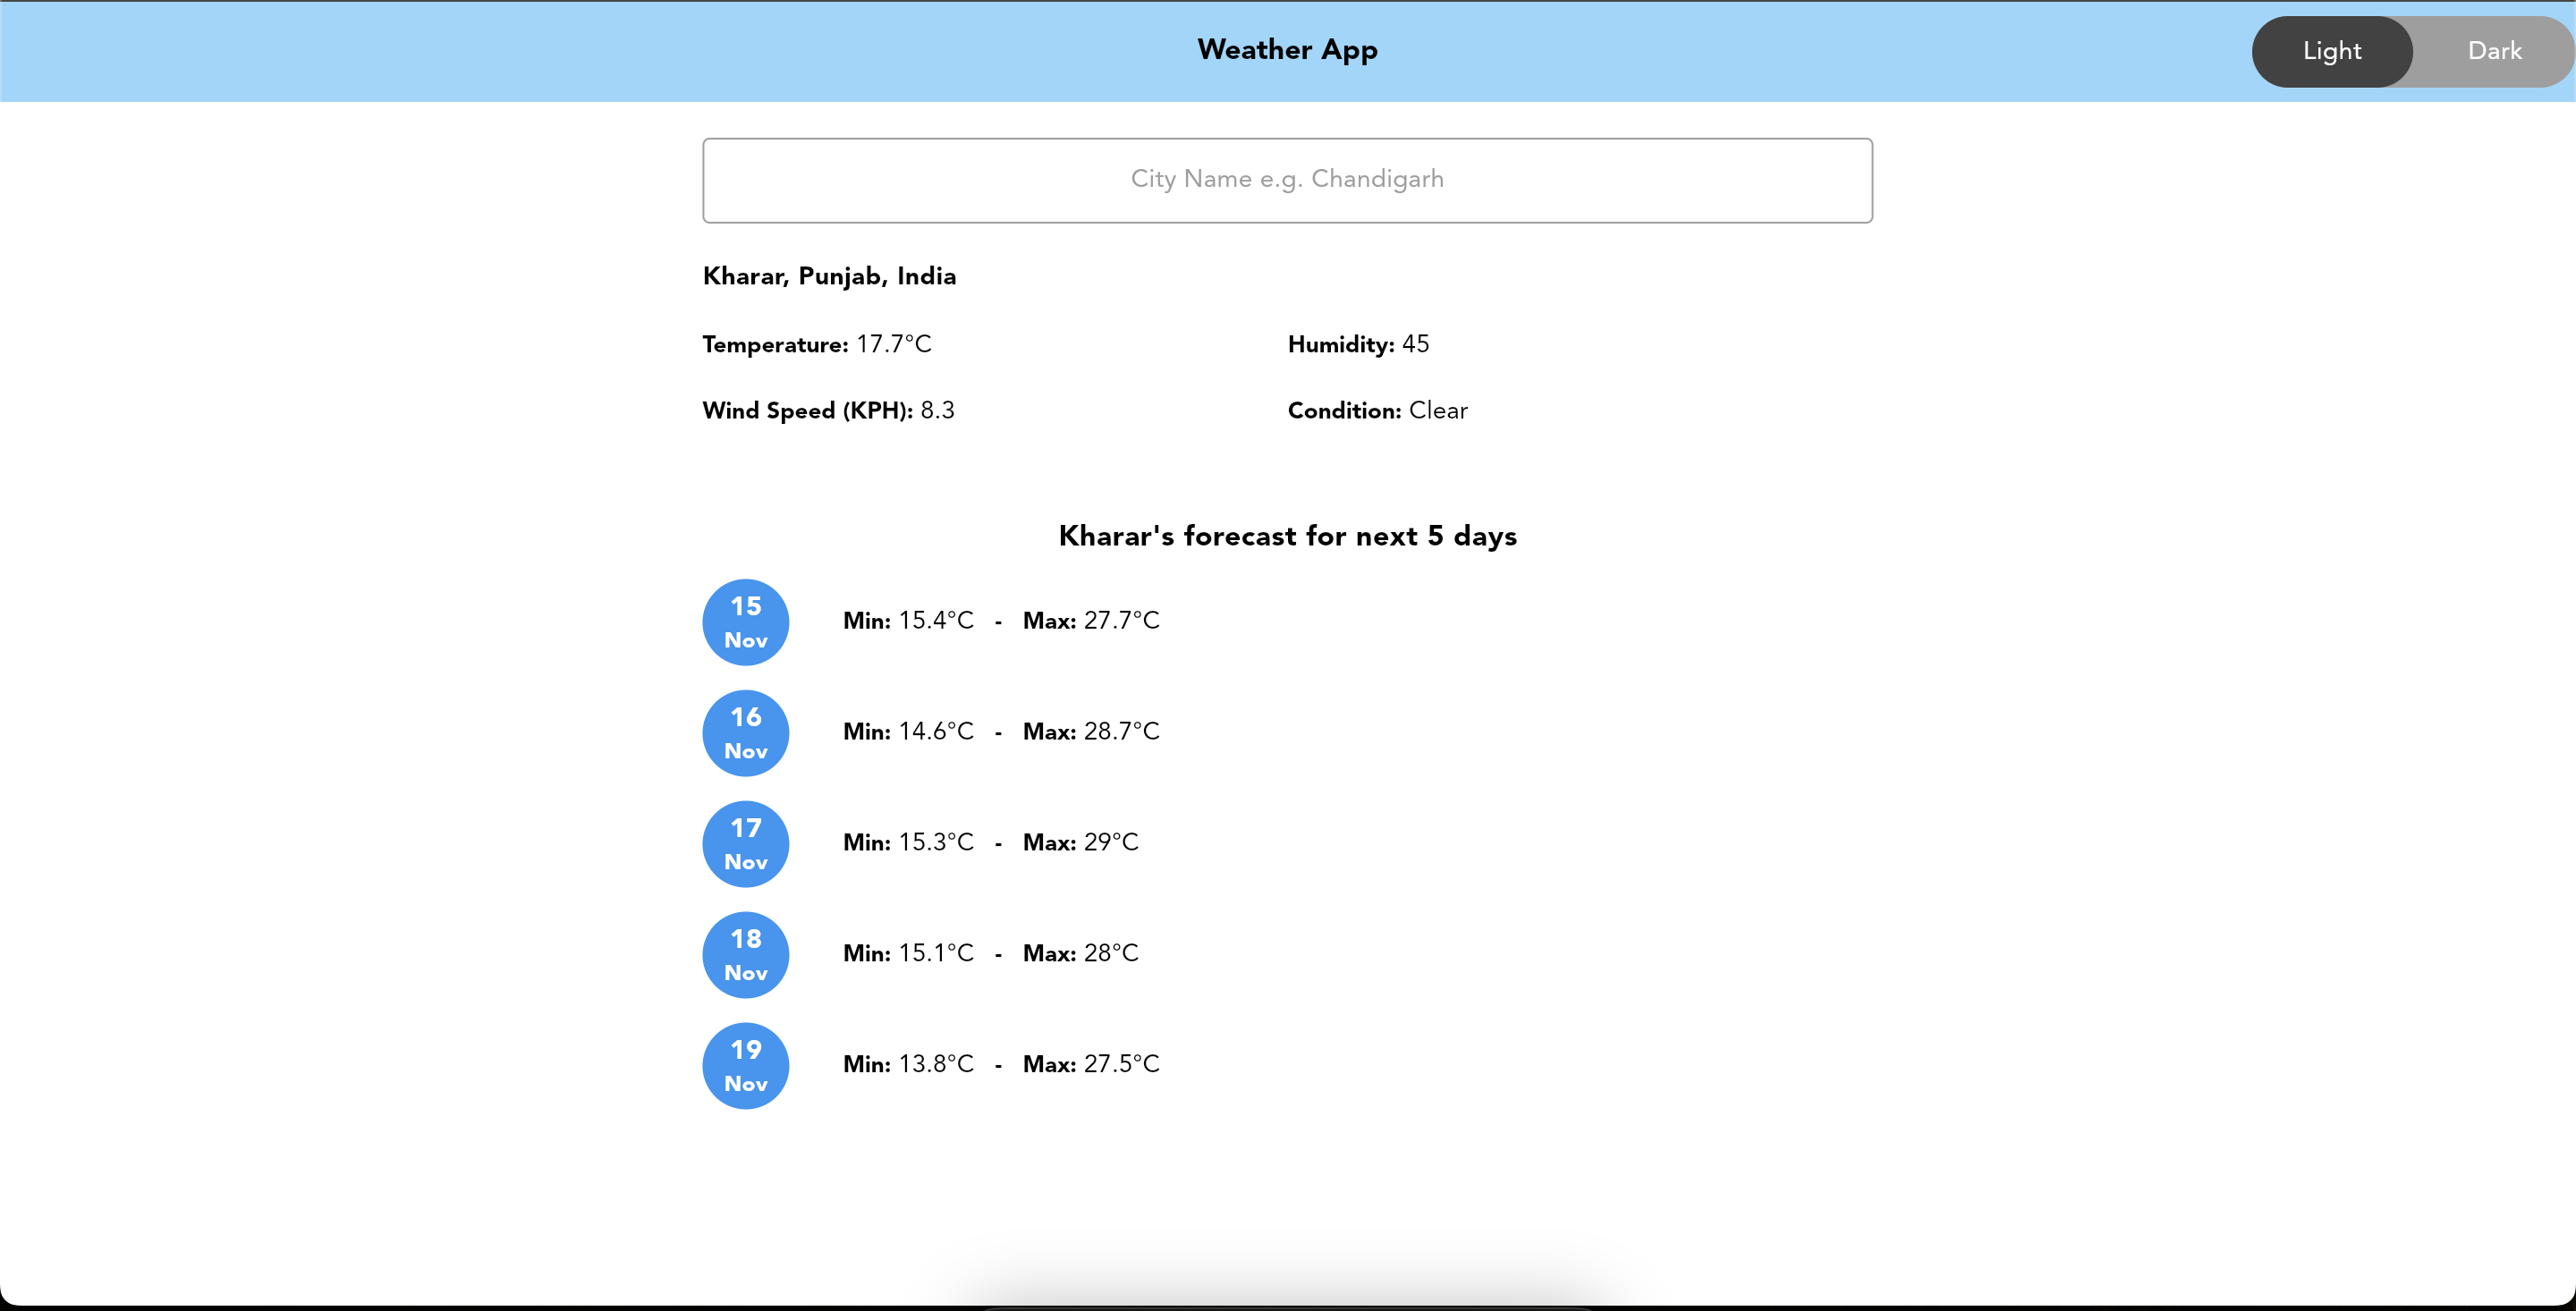 Weather App
Light Dark
City Name e.g. Chandigarh
Kharar, Punjab, India
Temperature: 17.7°C Humidity: 45
Wind Speed (KPH): 8.3 Condition: Clear
Kharar's forecast for next 5 days
15
Nov
Min: 15.4°C - Max: 27.7°C
16
Nov
Min: 14.6°C - Max: 28.7°C
17
Nov
Min: 15.3°C - Max: 29°C
18
Nov
Min: 15.1°C - Max: 28°C
19
Nov
Min: 13.8°C - Max: 27.5°C